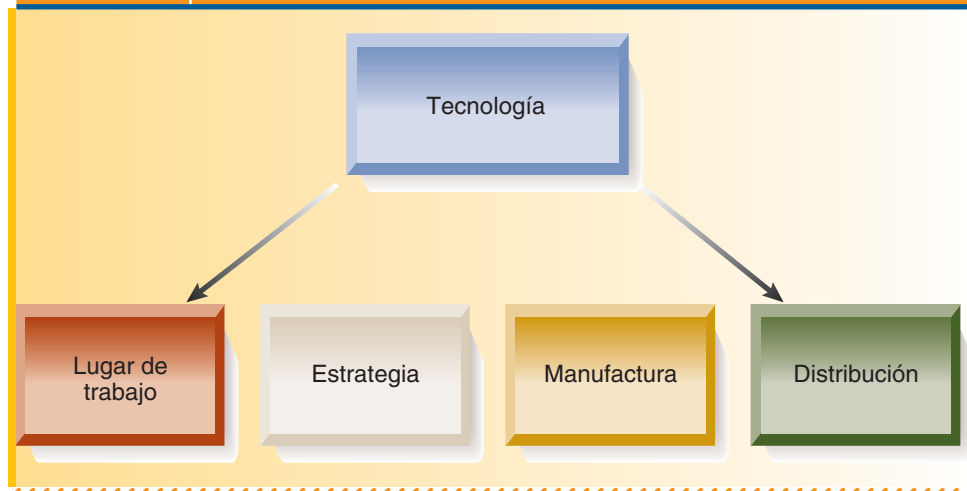 Tecnología
Lugar de
trabajo
Estrategia
Manufactura
Distribución